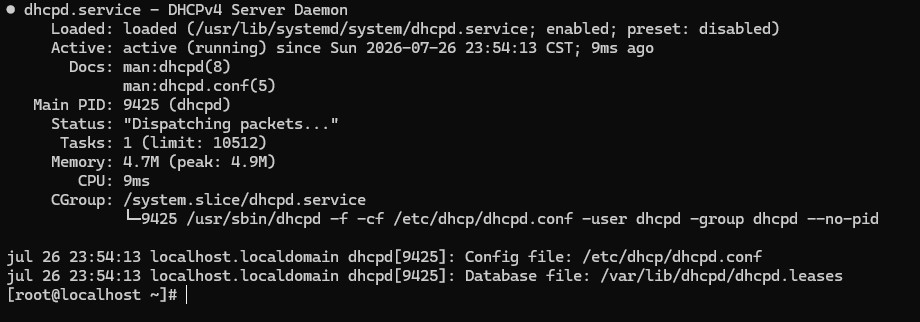 ● dhcpd.service - DHCPv4 Server Daemon
     Loaded: loaded (/usr/lib/systemd/system/dhcpd.service; enabled; preset: disabled)
     Active: active (running) since Sun 2026-07-26 23:54:13 CST; 9ms ago
       Docs: man:dhcpd(8)
             man:dhcpd.conf(5)
   Main PID: 9425 (dhcpd)
     Status: "Dispatching packets..."
      Tasks: 1 (limit: 10512)
     Memory: 4.7M (peak: 4.9M)
        CPU: 9ms
     CGroup: /system.slice/dhcpd.service
             └─9425 /usr/sbin/dhcpd -f -cf /etc/dhcp/dhcpd.conf -user dhcpd -group dhcpd --no-pid

jul 26 23:54:13 localhost.localdomain dhcpd[9425]: Config file: /etc/dhcp/dhcpd.conf
jul 26 23:54:13 localhost.localdomain dhcpd[9425]: Database file: /var/lib/dhcpd/dhcpd.leases
[root@localhost ~]#